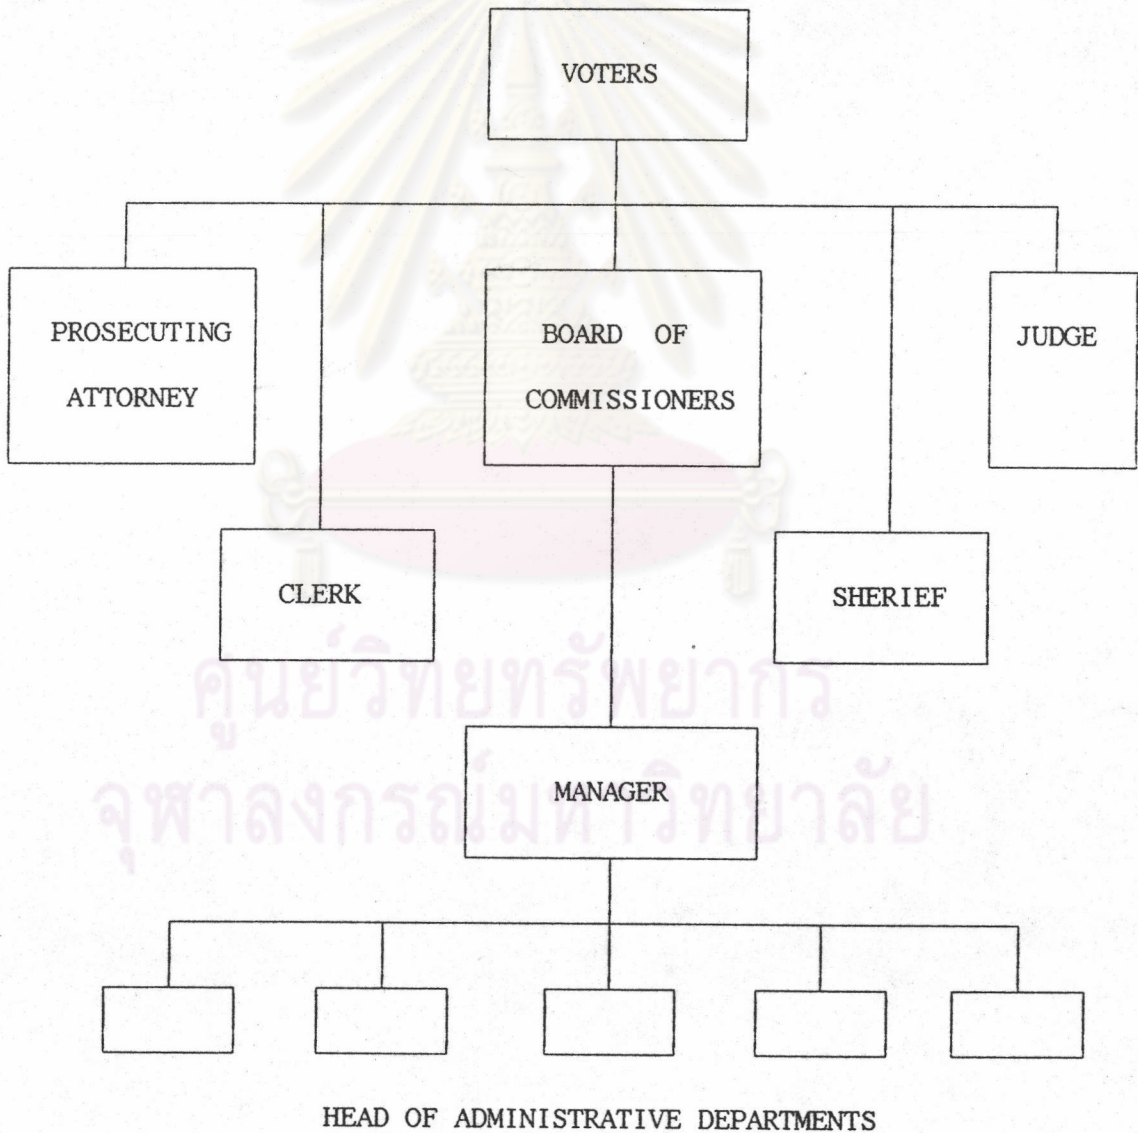 VOTERS
PROSECUTING
ATTORNEY
BOARD OF
COMMISSIONERS
JUDGE
CLERK
SHERIEF
ศูนย์วิทยทรัพยากร
MANAGER
จุฬาลงกรณ์มหาวิทยาลัย
HEAD OF ADMINISTRATIVE DEPARTMENTS